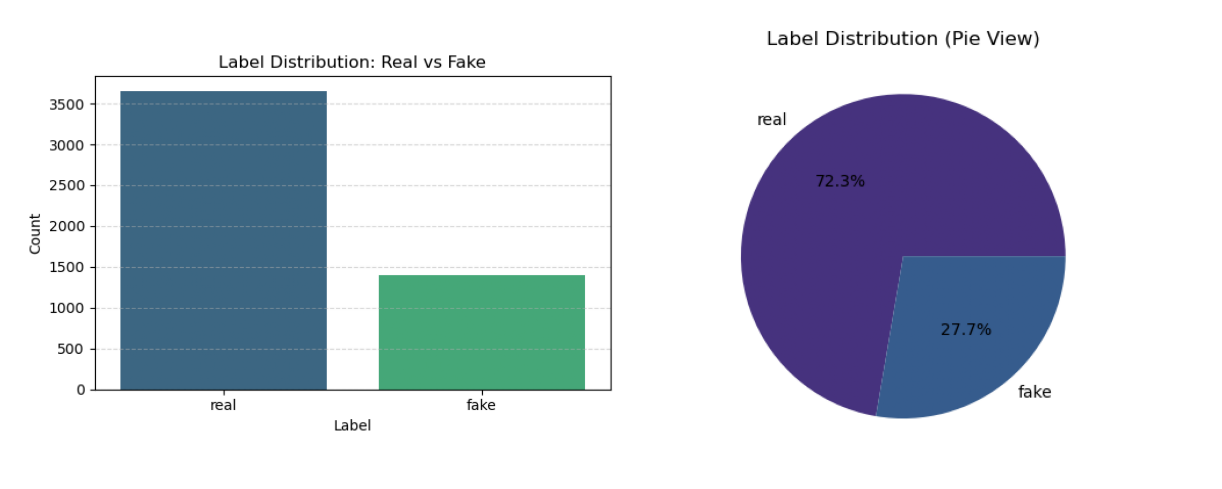 Label Distribution: Real vs Fake
3500
3000
2500
2000
1500
1000
500
0
Count
real
fake
Label
Label Distribution (Pie View)
real
72.3%
27.7%
fake